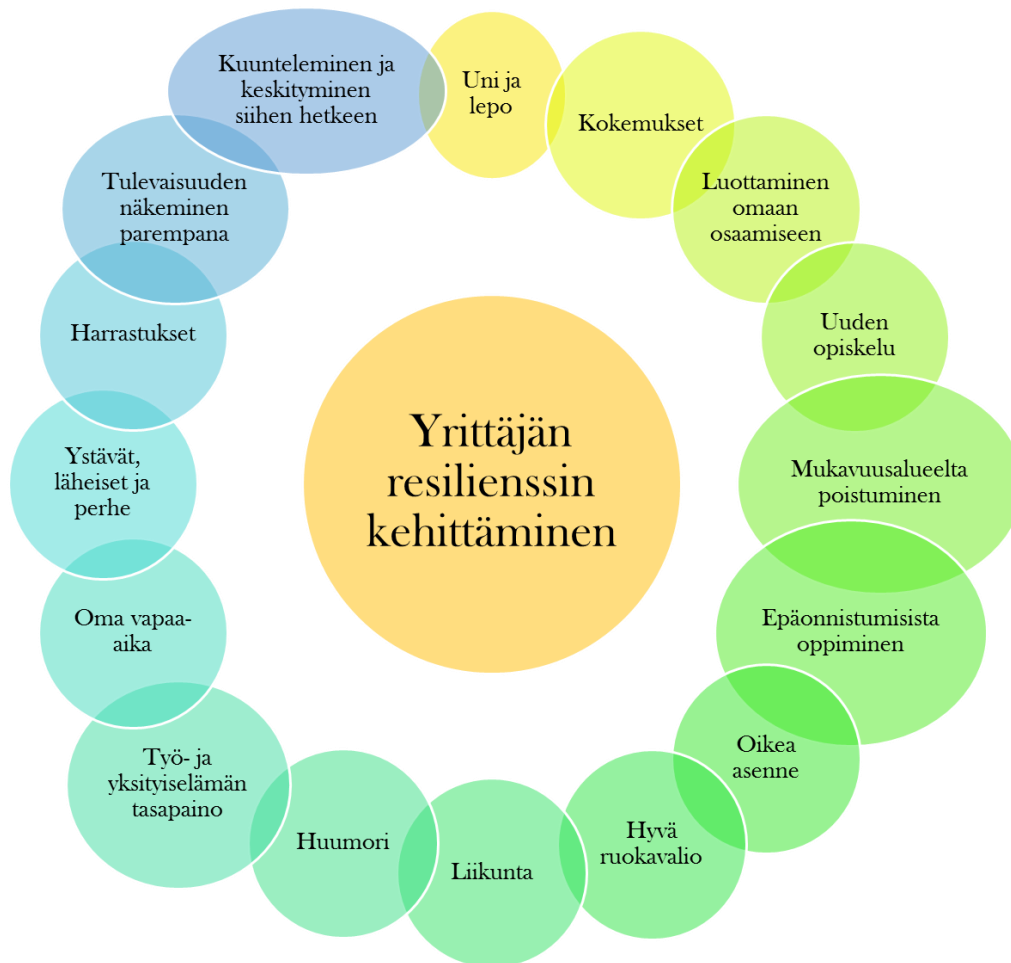 Uni ja
lepo
Kokemukset
Luottaminen
omaan
osaamiseen
Uuden
opiskelu
Mukavuusalueelta
poistuminen
Epäonnistumisista
oppiminen
Oikea
asenne
Hyvä
ruokavalio
Liikunta
Huumori
Työ- ja
yksityiselämän
tasapaino
Oma vapaa-
aika
Ystävät,
läheiset ja
perhe
Harrastukset
Tulevaisuuden
näkeminen
parempana
Kuunteleminen ja
keskityminen
siihen hetkeen
Yrittäjän
resilienssin
kehittäminen